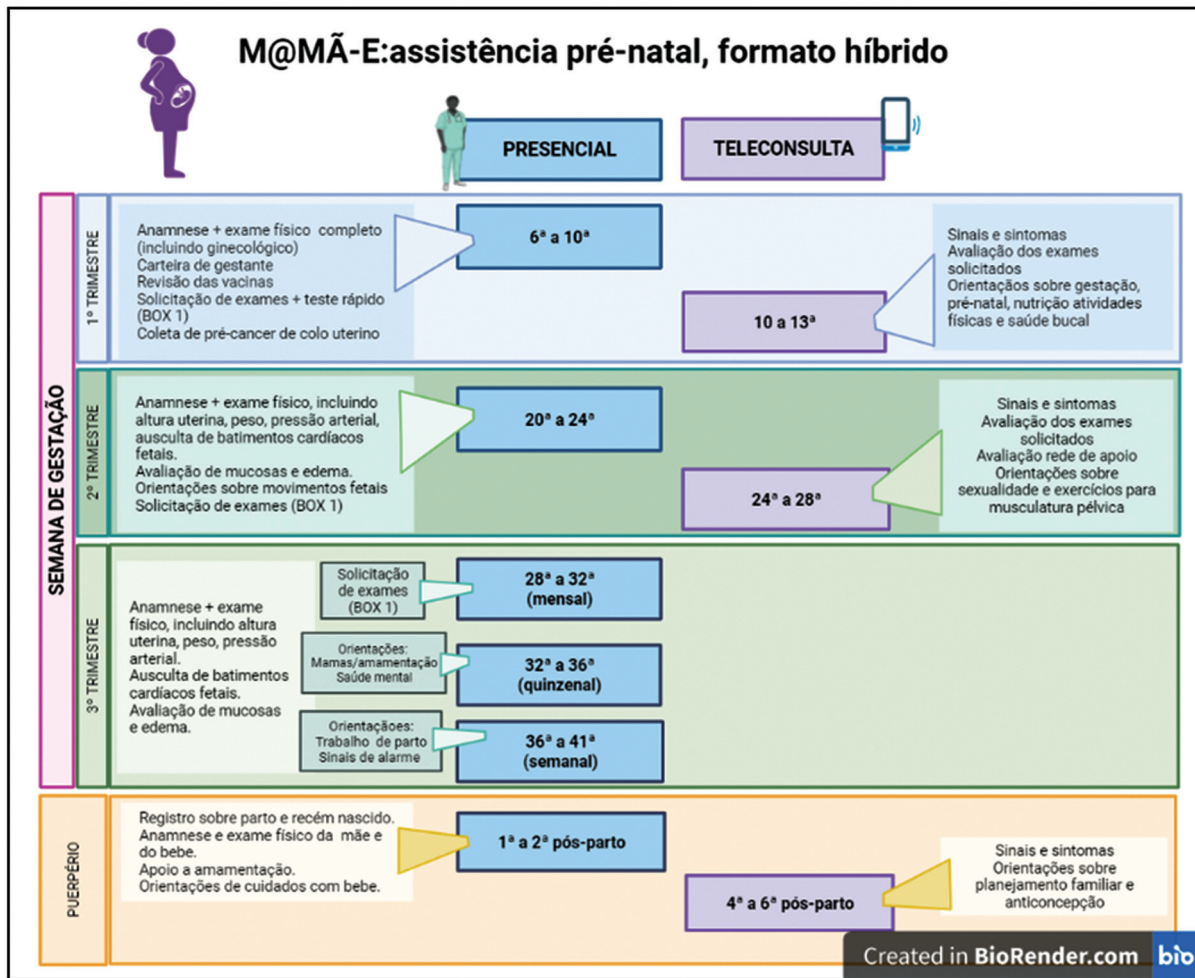 M@MÃ-E:assistência pré-natal, formato híbrido
PRESENCIAL
TELECONSULTA
SEMANA DE GESTAÇÃO
1º TRIMESTRE
Anamnese + exame físico completo
(incluindo ginecológico)
Carteira de gestante
Revisão das vacinas
Solicitação de exames + teste rápido
(BOX 1)
Coleta de pré-cancer de colo uterino
6ª a 10ª
10 a 13ª
Sinais e sintomas
Avaliação dos exames
solicitados
Orientaçãos sobre gestação,
pré-natal, nutrição atividades
físicas e saúde bucal
2º TRIMESTRE
Anamnese + exame físico, incluindo
altura uterina, peso, pressão arterial,
ausculta de batimentos cardíacos
fetais.
Avaliação de mucosas e edema.
Orientações sobre movimentos fetais
Solicitação de exames (BOX 1)
20ª a 24ª
24ª a 28ª
Sinais e sintomas
Avaliação dos exames
solicitados
Avaliação rede de apoio
Orientações sobre
sexualidade e exercícios para
musculatura pélvica
3º TRIMESTRE
Anamnese + exame
físico, incluindo altura
uterina, peso, pressão
arterial.
Ausculta de batimentos
cardíacos fetais.
Avaliação de mucosas
e edema.
Solicitação
de exames
(BOX 1)
28ª a 32ª
(mensal)
Orientações:
Mamas/amamentação
Saúde mental
32ª a 36ª
(quinzenal)
Orientaçãoes:
Trabalho de parto
Sinais de alarme
36ª a 41ª
(semanal)
PUERPÉRIO
Registro sobre parto e recém nascido.
Anamnese e exame físico da mãe e
do bebe.
Apoio a amamentação.
Orientações de cuidados com bebe.
1ª a 2ª pós-parto
4ª a 6ª pós-parto
Sinais e sintomas
Orientações sobre
planejamento familiar e
anticoncepção
Created in BioRender.com bio